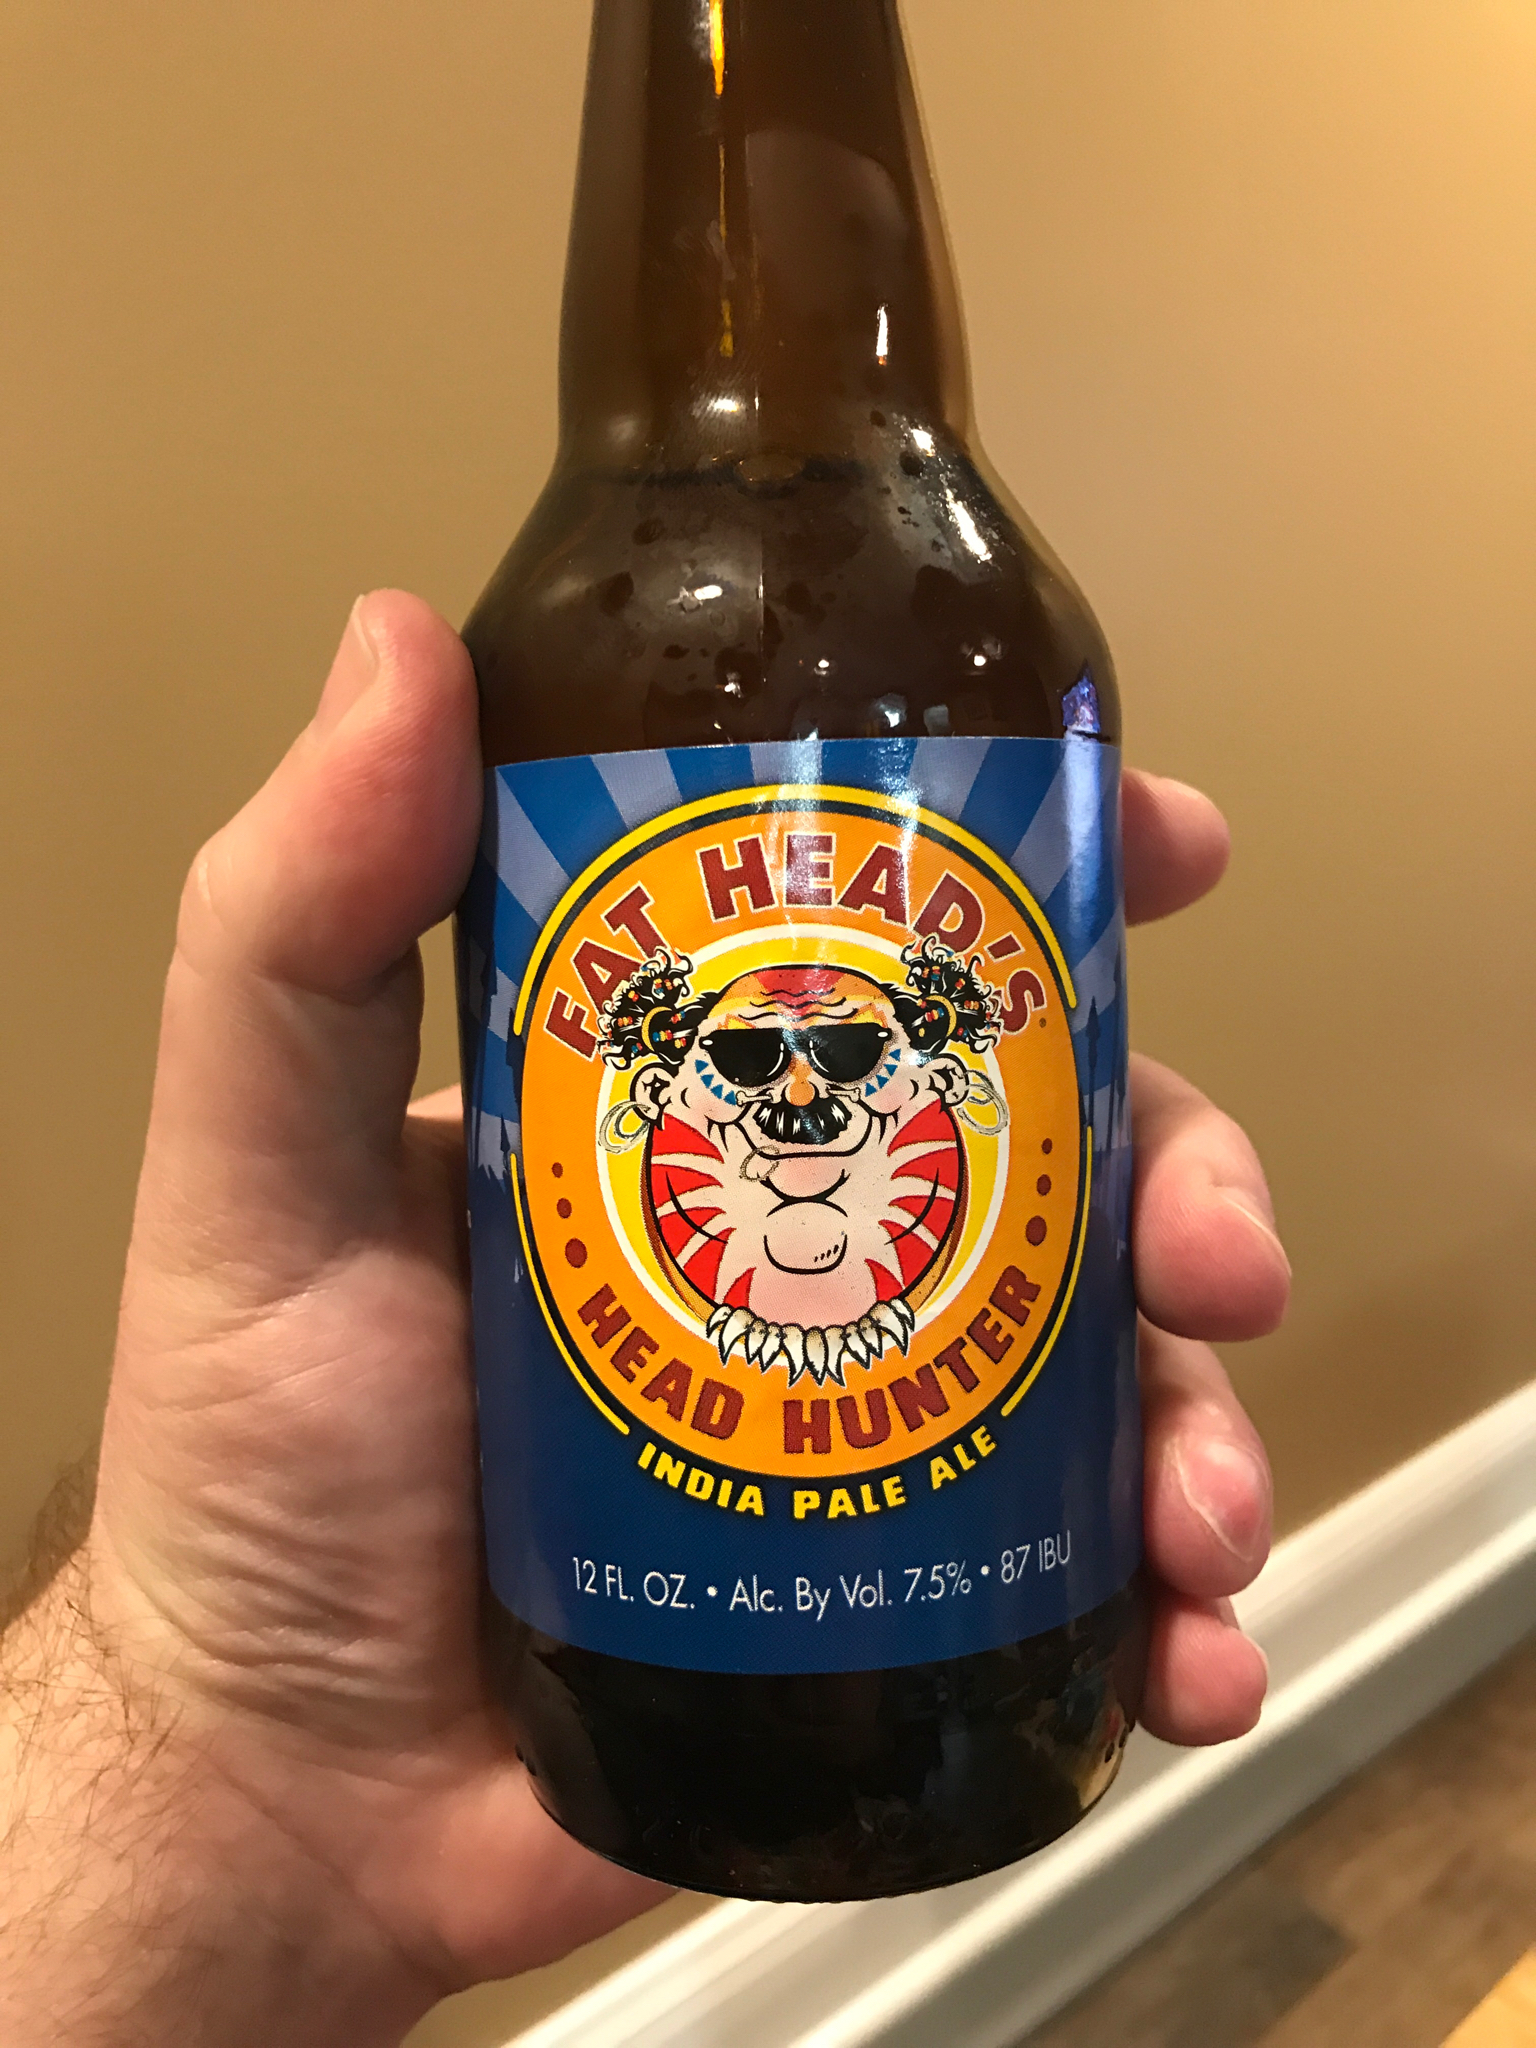 FAT HEAD'S
HEAD HUNTER
INDIA PALE ALE
12 FL. OZ. • Alc. By Vol. 7.5% • 87 IBU